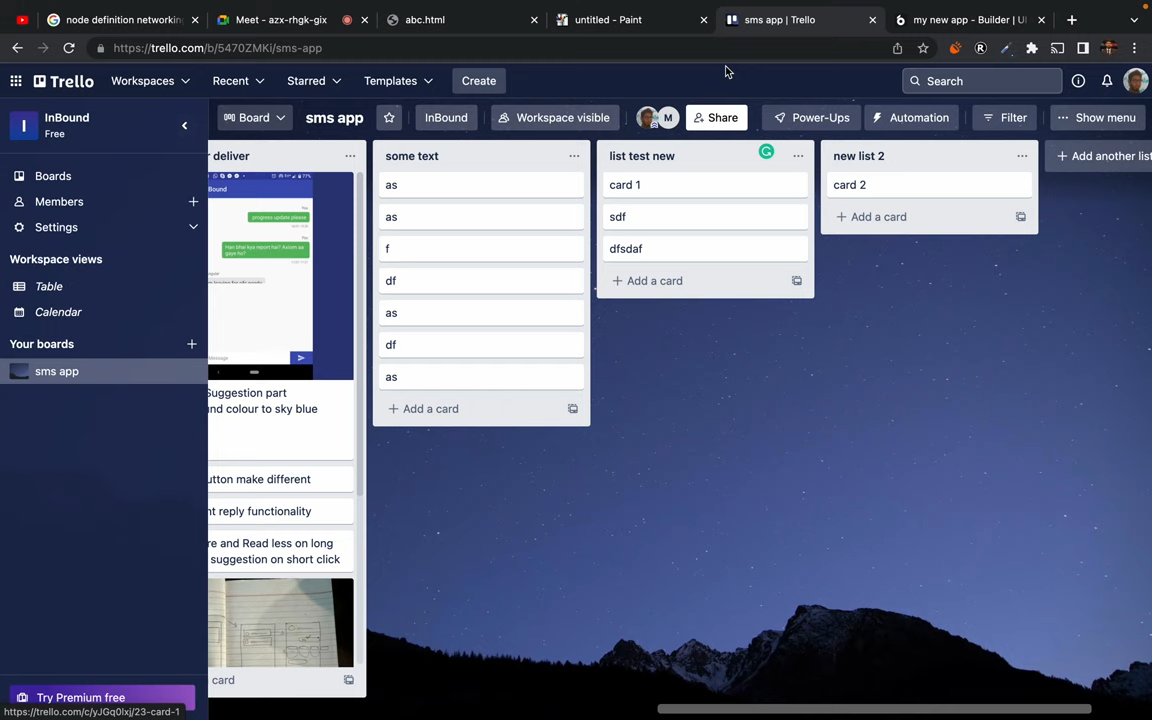 node definition networkin
Meet - azx-rhgk-gix
abc.html
untitled - Paint
sms app | Trello
my new app - Builder | UI
https://trello.com/b/5470ZMKi/sms-app
Trello
Workspaces
Recent
Starred
Templates
Create
Search
I
InBound
Free
Board
sms app
InBound
Workspace visible
M
Share
Power-Ups
Automation
Filter
Show menu
Boards
Members
Settings
Workspace views
Table
Calendar
Your boards
sms app
Try Premium free
https://trello.com/c/yJGq0lxj/23-card-1
r deliver
Bound
progress update please
Message
Suggestion part
und colour to sky blue
utton make different
nt reply functionality
re and Read less on long
suggestion on short click
card
some text
as
as
f
df
as
df
as
Add a card
list test new
card 1
sdf
dfsdaf
Add a card
new list 2
card 2
Add a card
Add another list